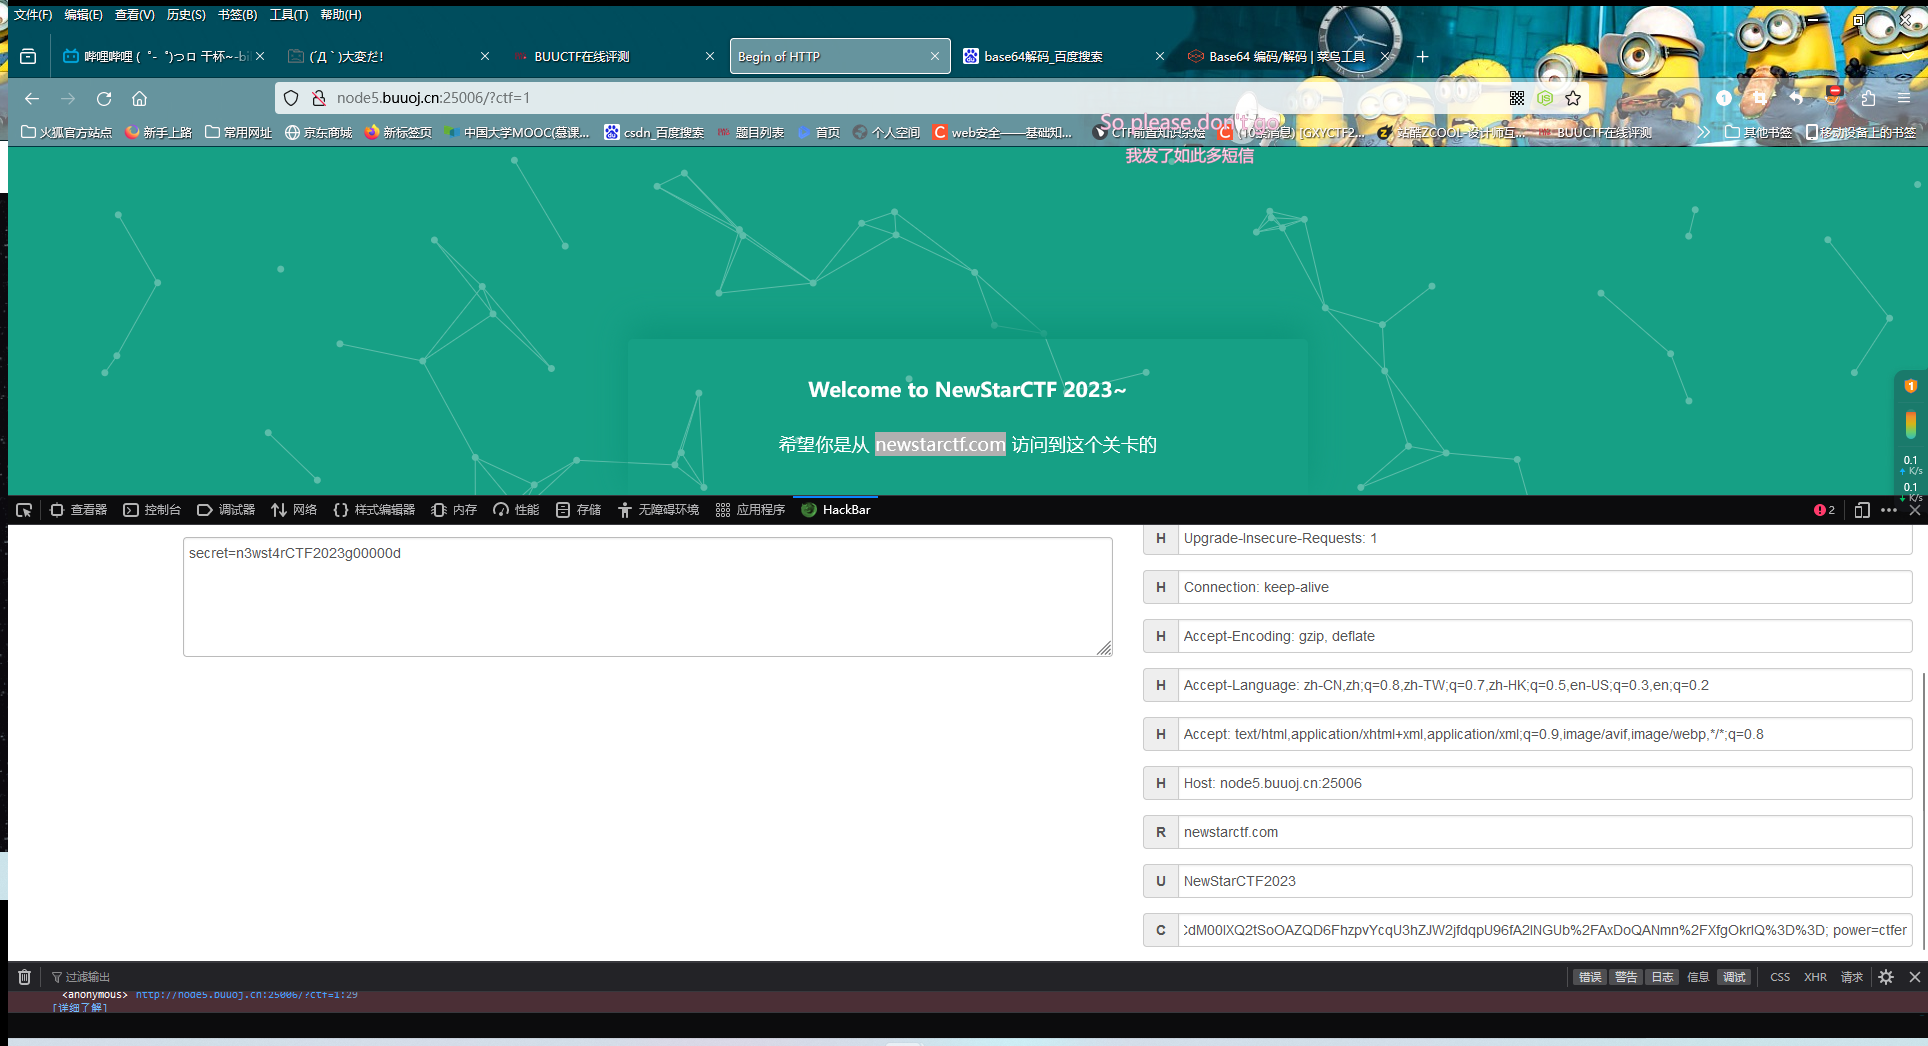 文件(F) 编辑(E) 查看(V) 历史(S) 书签(B) 工具(T) 帮助(H)
哔哩哔哩 (゜-゜)つロ 干杯~-bi
(´Д`)大変だ!
BUUCTF在线评测
Begin of HTTP
base64解码_百度搜索
Base64 编码/解码 | 菜鸟工具
node5.buuoj.cn:25006/?ctf=1
火狐官方站点 新手上路 常用网址 京东商城 新标签页 中国大学MOOC(慕课... csdn_百度搜索 题目列表 首页 个人空间 web安全——基础知... CTF前置知识杂烩 (10条消息) [GXYCTF2... 站酷ZCOOL-设计师互... BUUCTF在线评测 其他书签 移动设备上的书签
So please don't go
我发了如此多短信
Welcome to NewStarCTF 2023~
希望你是从 newstarctf.com 访问到这个关卡的
1
0.1
K/s
0.1
K/s
查看器 控制台 调试器 网络 样式编辑器 内存 性能 存储 无障碍环境 应用程序 HackBar 2
secret=n3wst4rCTF2023g00000d
H Upgrade-Insecure-Requests: 1
H Connection: keep-alive
H Accept-Encoding: gzip, deflate
H Accept-Language: zh-CN,zh;q=0.8,zh-TW;q=0.7,zh-HK;q=0.5,en-US;q=0.3,en;q=0.2
H Accept: text/html,application/xhtml+xml,application/xml;q=0.9,image/avif,image/webp,*/*;q=0.8
H Host: node5.buuoj.cn:25006
R newstarctf.com
U NewStarCTF2023
C CdM00lXQ2tSoOAZQD6FhzpvYcqU3hZJW2jfdqpU96fA2lNGUb%2FAxDoQANmn%2FXfgOkrlQ%3D%3D; power=ctfer
过滤输出 错误 警告 日志 信息 调试 CSS XHR 请求
<anonymous> http://node5.buuoj.cn:25006/?ctf=1:29
[详细了解]